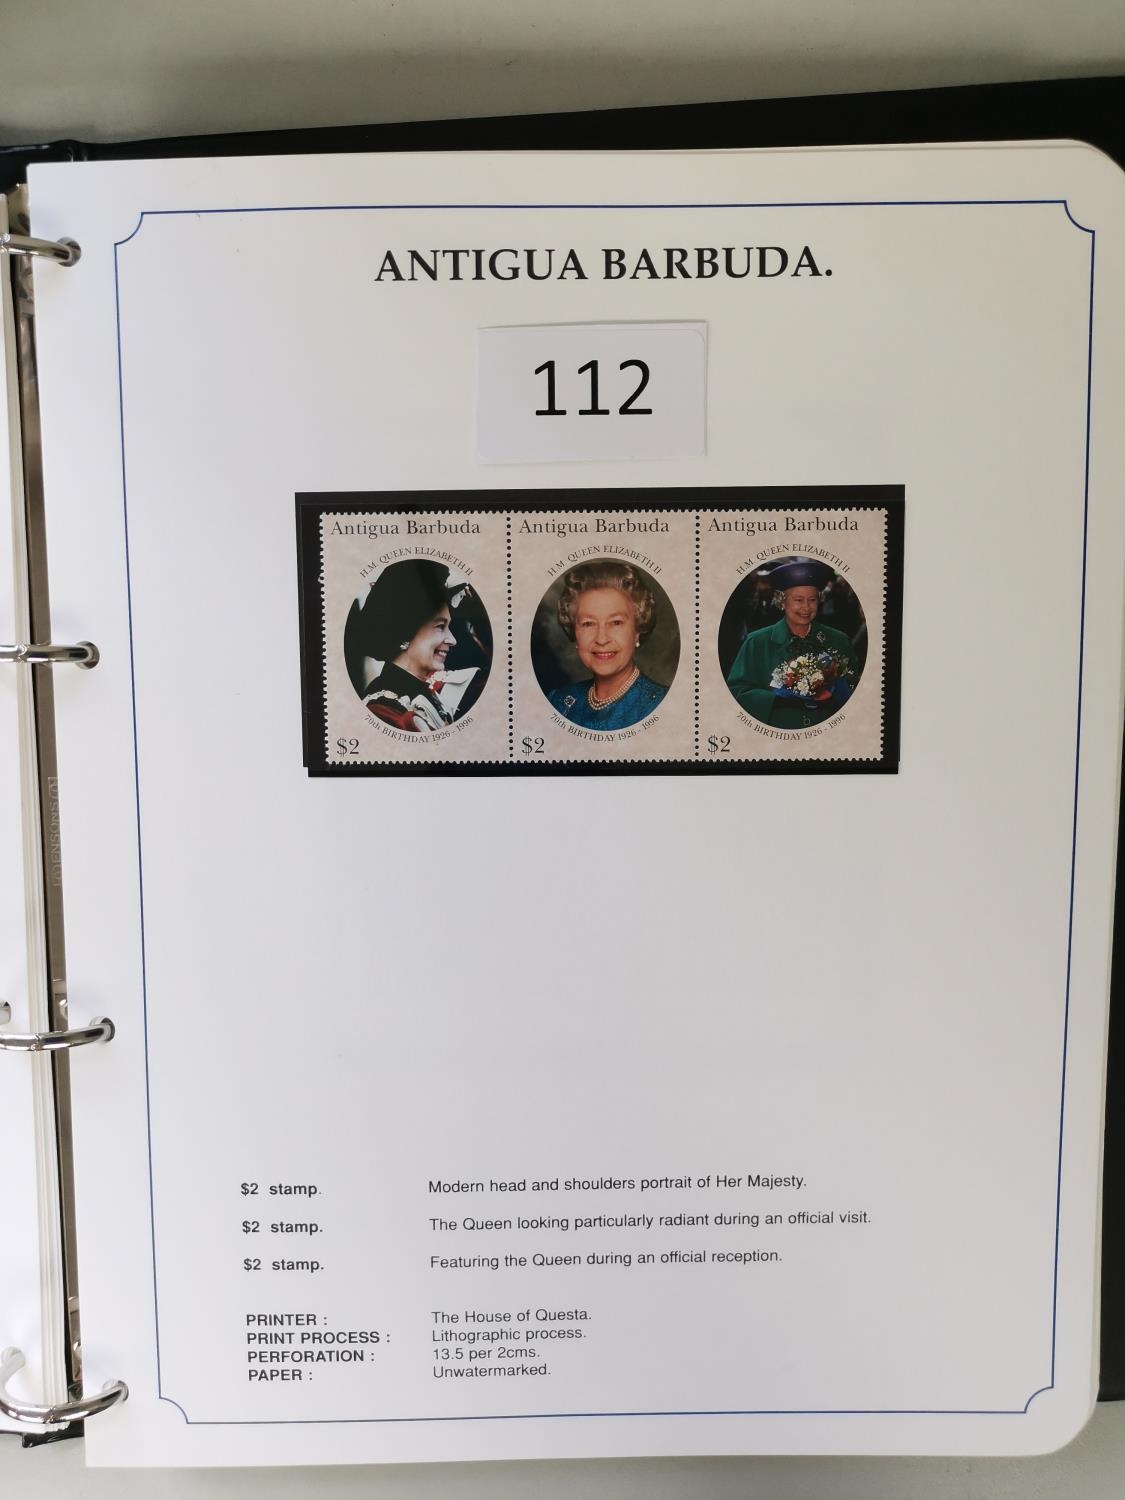 ANTIGUA BARBUDA.
112
Antigua Barbuda
H.M. QUEEN ELIZABETH II
70th BIRTHDAY 1926 - 1996
$2
Antigua Barbuda
H.M. QUEEN ELIZABETH II
70th BIRTHDAY 1926 - 1996
$2
Antigua Barbuda
H.M. QUEEN ELIZABETH II
70th BIRTHDAY 1926 - 1996
$2
$2 stamp. Modern head and shoulders portrait of Her Majesty.
$2 stamp. The Queen looking particularly radiant during an official visit.
$2 stamp. Featuring the Queen during an official reception.
PRINTER : The House of Questa.
PRINT PROCESS : Lithographic process.
PERFORATION : 13.5 per 2cms.
PAPER : Unwatermarked.